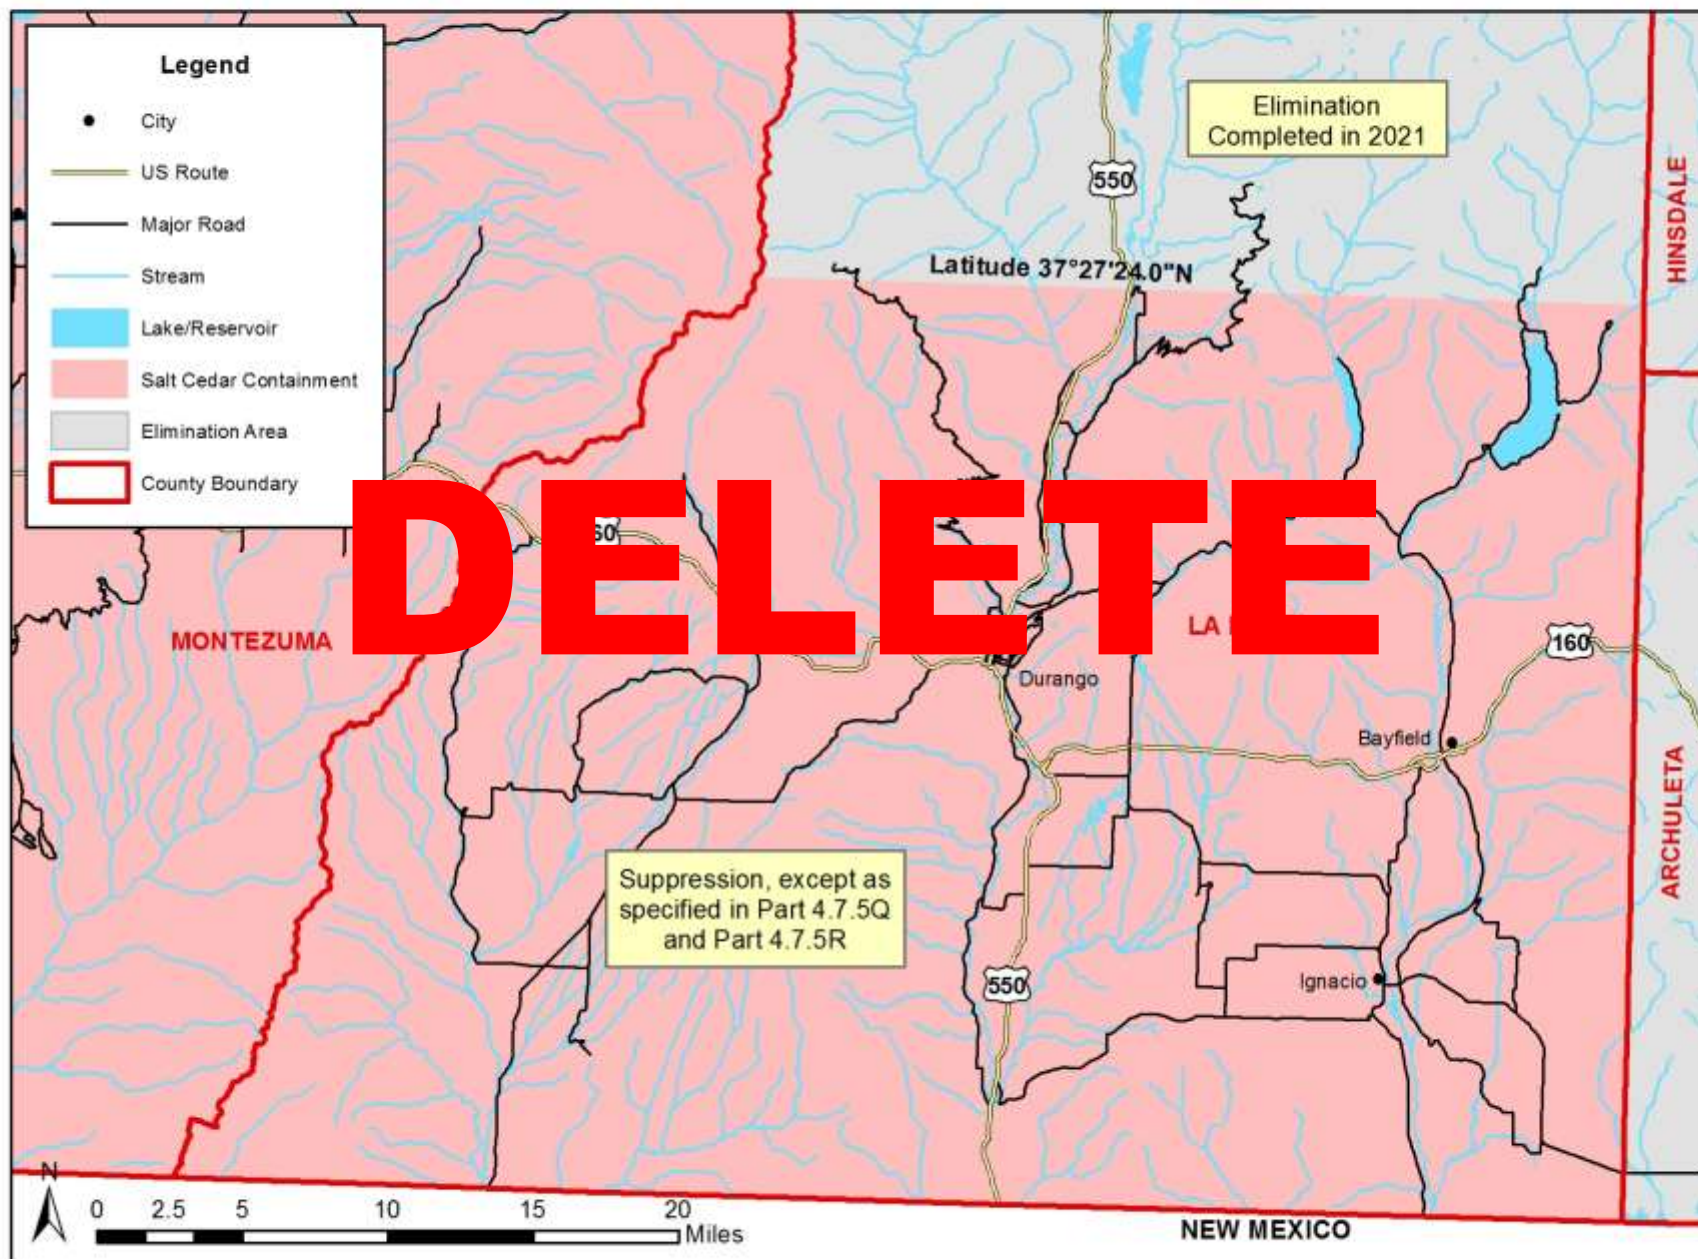 Legend
City
US Route
Major Road
Stream
Lake/Reservoir
Salt Cedar Containment
Elimination Area
County Boundary
Elimination
Completed in 2021
550
Latitude 37°27'24.0"N
HINSDALE
DELETE
60
MONTEZUMA
LA
160
Durango
Bayfield
ARCHULETA
Suppression, except as
specified in Part 4.7.5Q
and Part 4.7.5R
550
Ignacio
N
0 2.5 5 10 15 20
Miles
NEW MEXICO